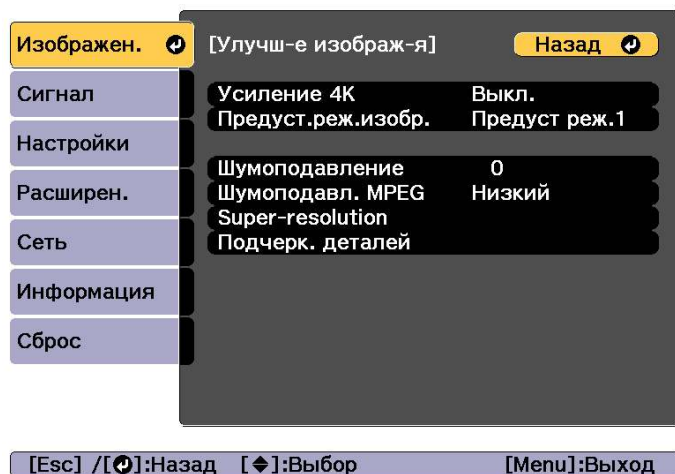 Изображен.
Сигнал
Настройки
Расширен.
Сеть
Информация
Сброс
[Улучш-е изображ-я] Назад
Усиление 4K Выкл.
Предуст.реж.изобр. Предуст реж.1
Шумоподавление 0
Шумоподавл. MPEG Низкий
Super-resolution
Подчерк. деталей
[Esc] /[ ]:Назад [ ]:Выбор [Menu]:Выход